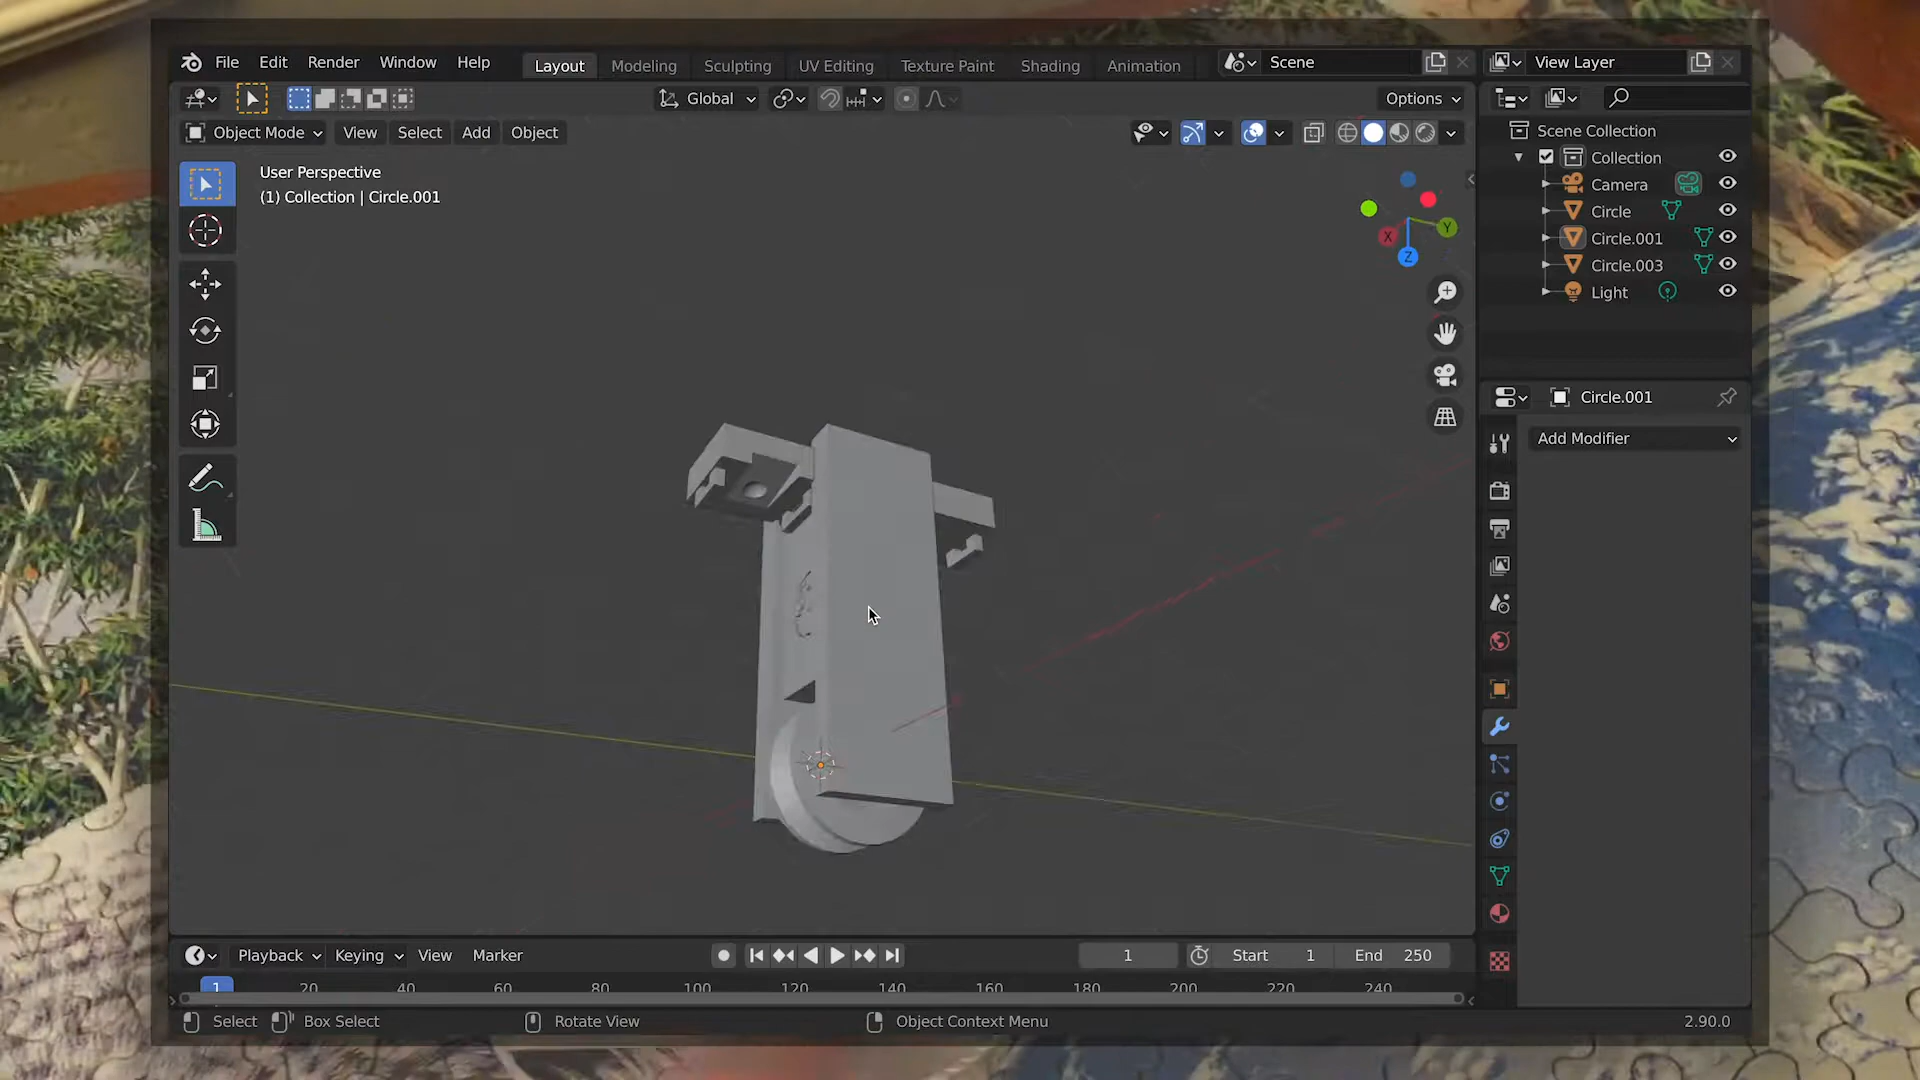 File Edit Render Window Help Layout Modeling Sculpting UV Editing Texture Paint Shading Animation Scene View Layer
Global Options
Object Mode View Select Add Object
User Perspective
(1) Collection | Circle.001
X Y Z
Scene Collection
Collection
Camera
Circle
Circle.001
Circle.003
Light
Circle.001
Add Modifier
Playback Keying View Marker 1 Start 1 End 250
1 20 40 60 80 100 120 140 160 180 200 220 240
Select Box Select Rotate View Object Context Menu 2.90.0